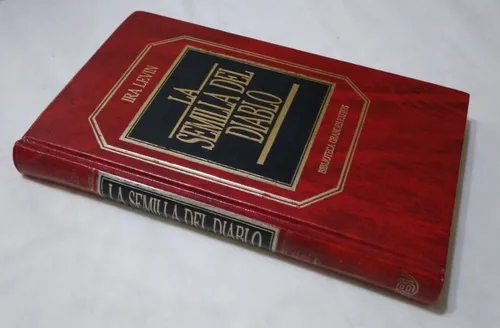 IRA LEVIN
LA
SEMILLA DEL
DIABLO
BIBLIOTECA GRANDES EXITOS
LA SEMILLA DEL DIABLO